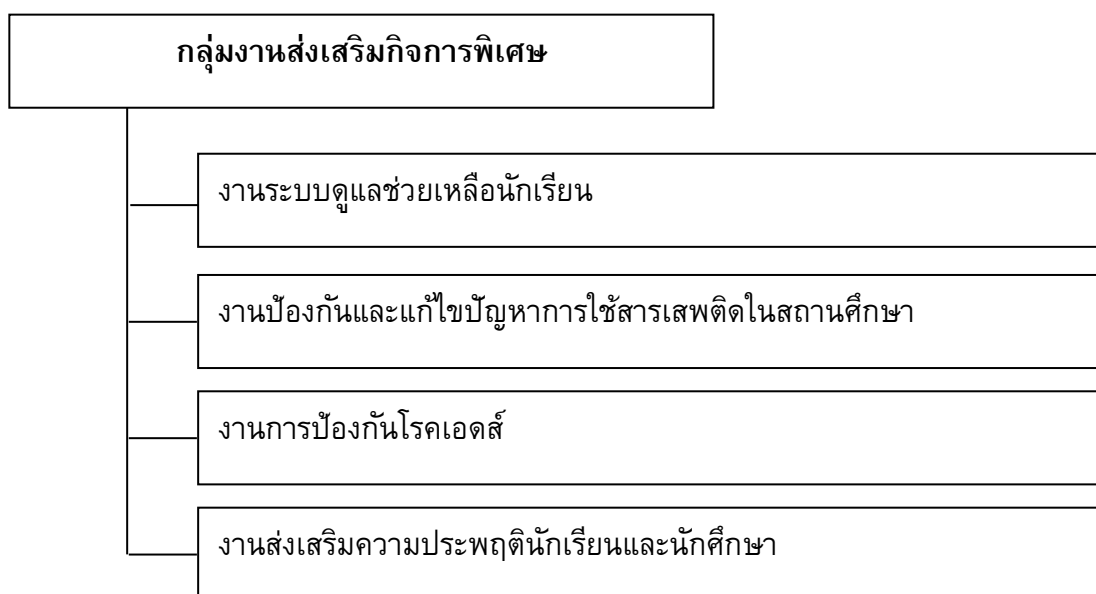 กลุ่มงานส่งเสริมกิจการพิเศษ
งานระบบดูแลช่วยเหลือนักเรียน
งานป้องกันและแก้ไขปัญหาการใช้สารเสพติดในสถานศึกษา
งานการป้องกันโรคเอดส์
งานส่งเสริมความประพฤตินักเรียนและนักศึกษา